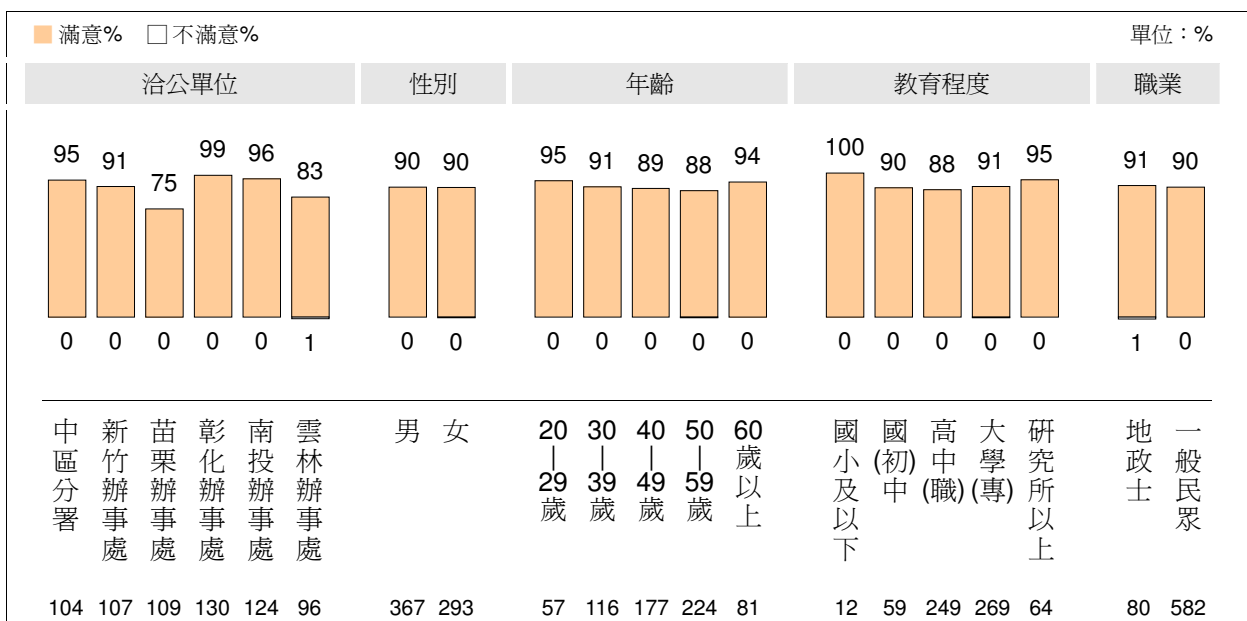 滿意% 不滿意% 單位：%
洽公單位 性別 年齡 教育程度 職業
95 91 75 99 96 83 90 90 95 91 89 88 94 100 90 88 91 95 91 90
0 0 0 0 0 1 0 0 0 0 0 0 0 0 0 0 0 0 1 0
中區分署
新竹辦事處
苗栗辦事處
彰化辦事處
南投辦事處
雲林辦事處
男
女
20|29歲
30|39歲
40|49歲
50|59歲
60歲以上
國小及以下
國(初)中
高中(職)
大學(專)
研究所以上
地政士
一般民眾
104 107 109 130 124 96 367 293 57 116 177 224 81 12 59 249 269 64 80 582